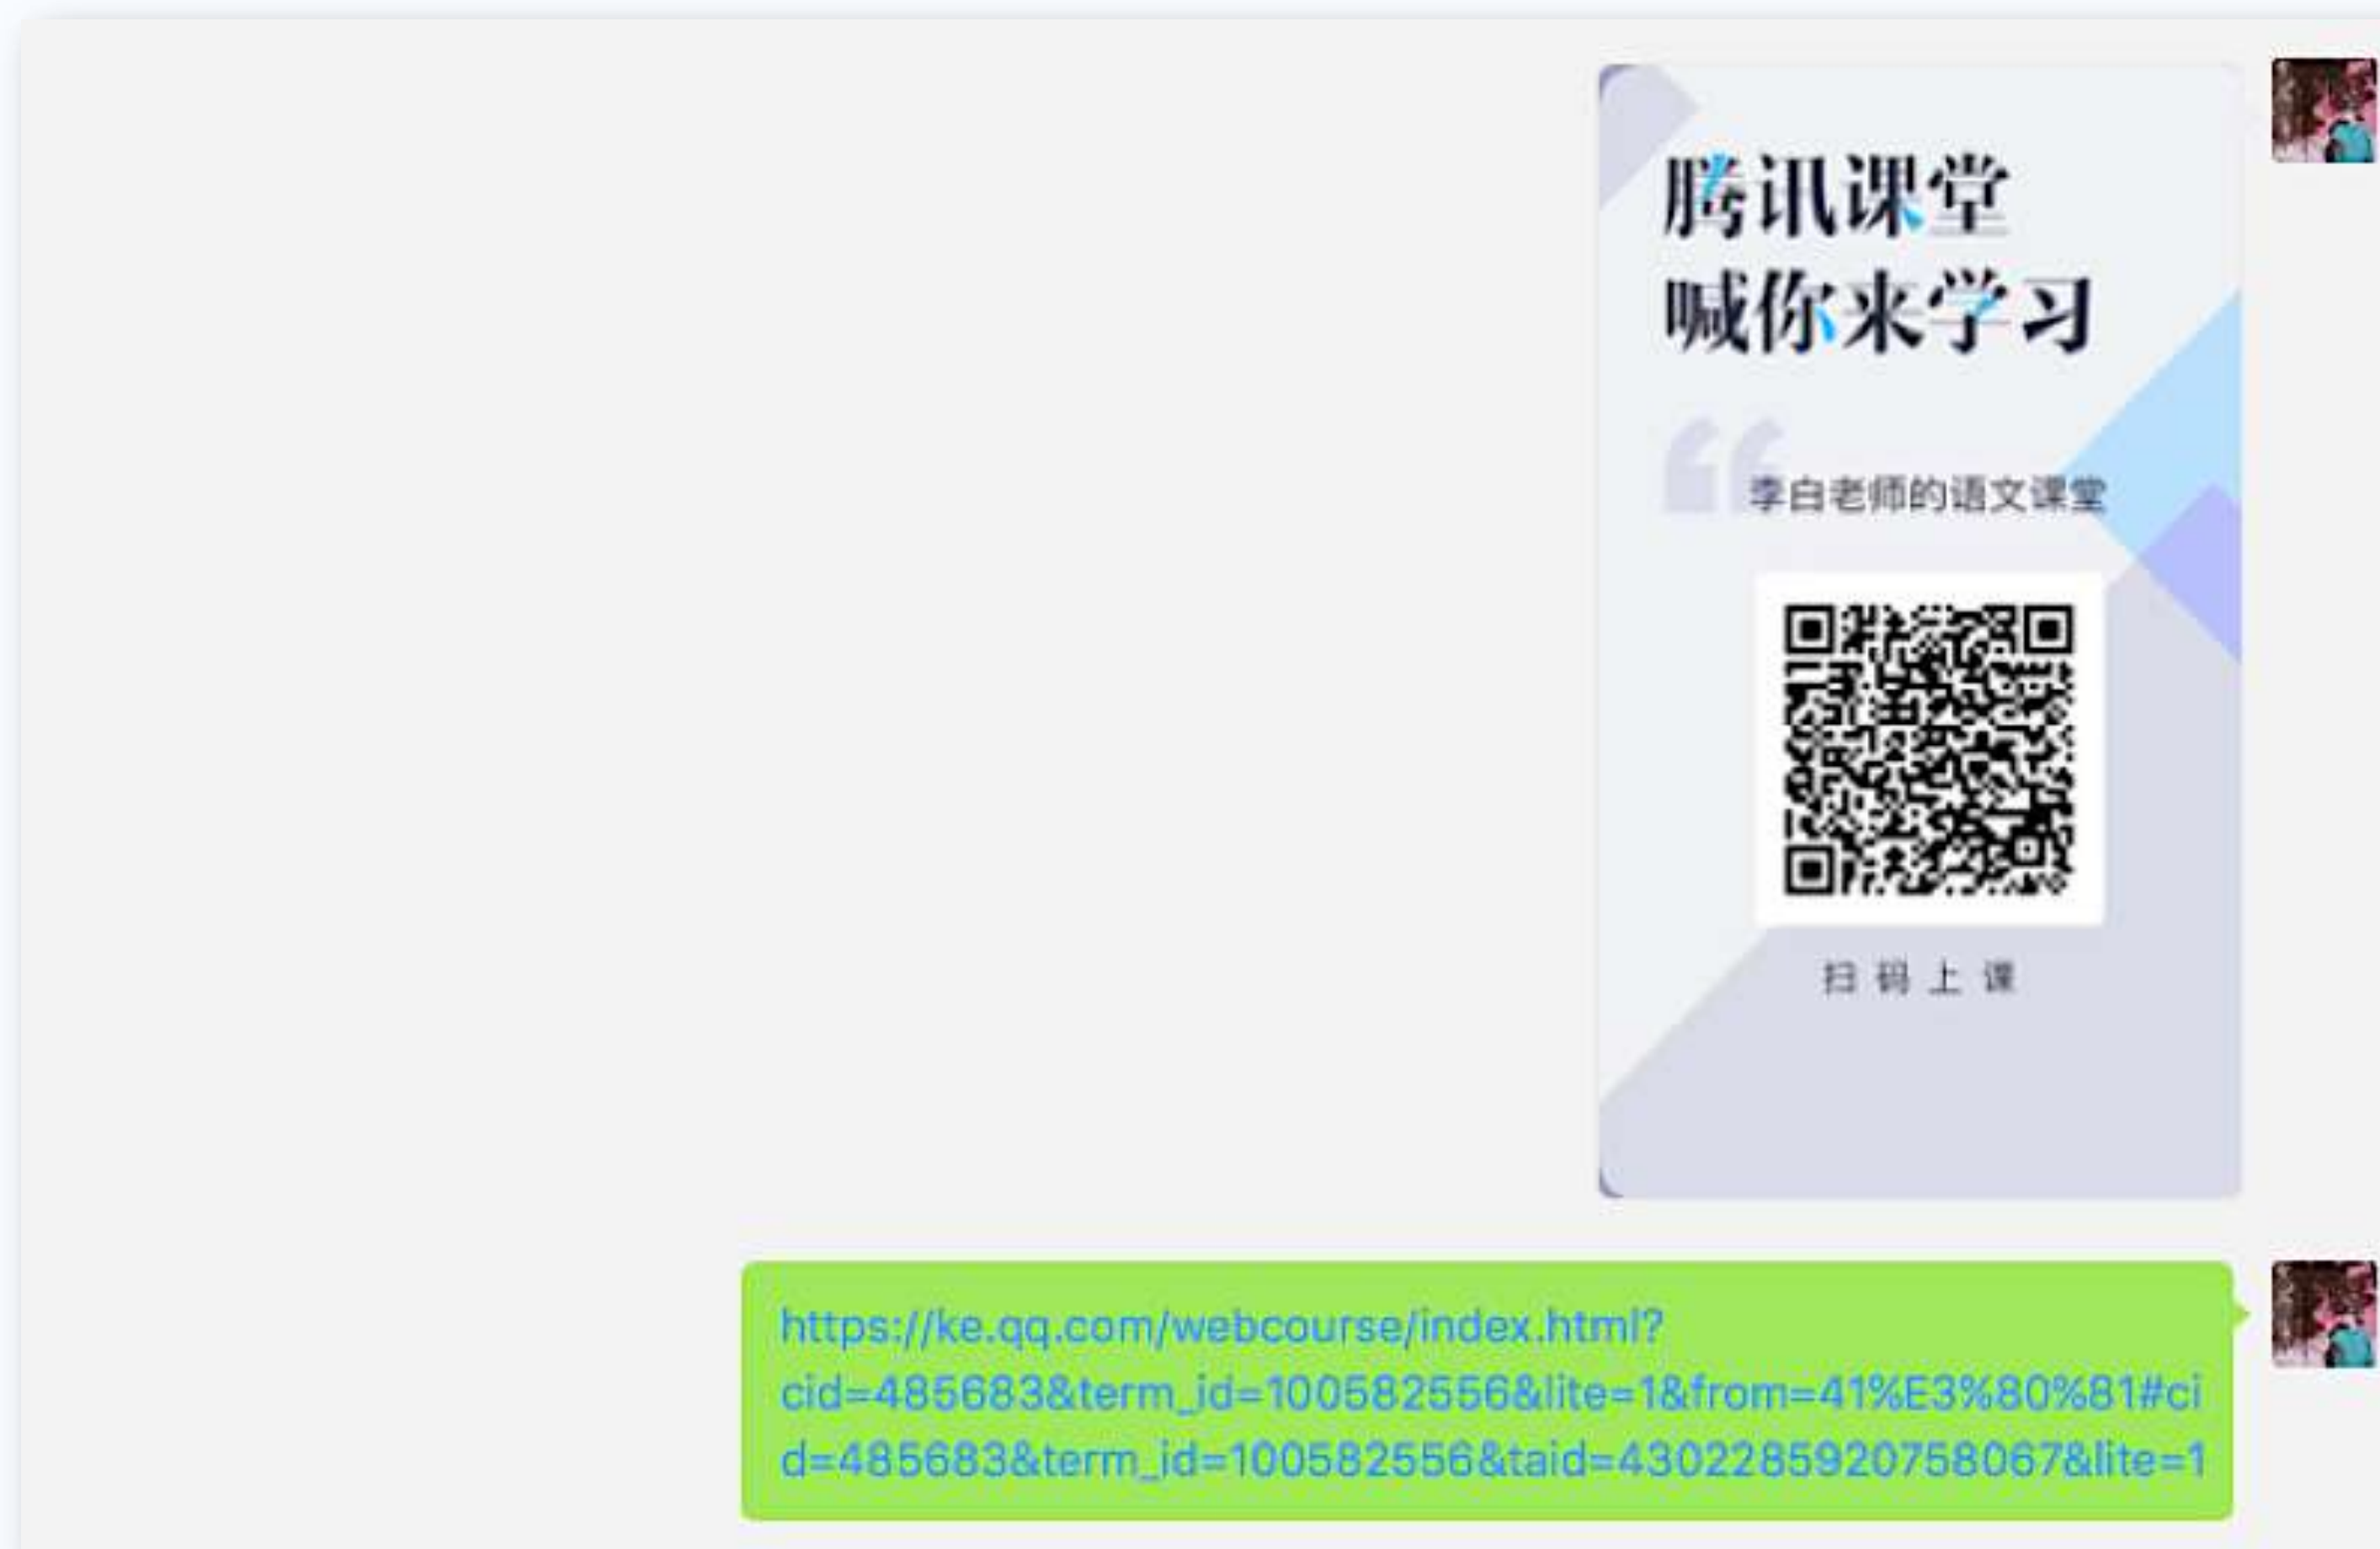 腾讯课堂
喊你来学习
李白老师的语文课堂
扫码上课
https://ke.qq.com/webcourse/index.html?
cid=485683&term_id=100582556&lite=1&from=41%E3%80%81#ci
d=485683&term_id=100582556&taid=4302285920758067&lite=1